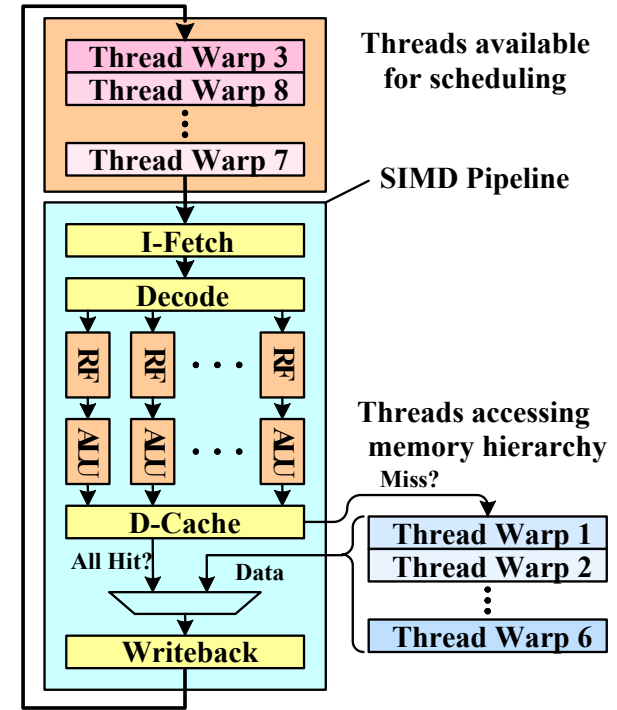 Thread Warp 3
Thread Warp 8
Thread Warp 7
Threads available
for scheduling
SIMD Pipeline
I-Fetch
Decode
RF
RF
RF
ALU
ALU
ALU
D-Cache
Threads accessing
memory hierarchy
Miss?
All Hit?
Data
Thread Warp 1
Thread Warp 2
Thread Warp 6
Writeback